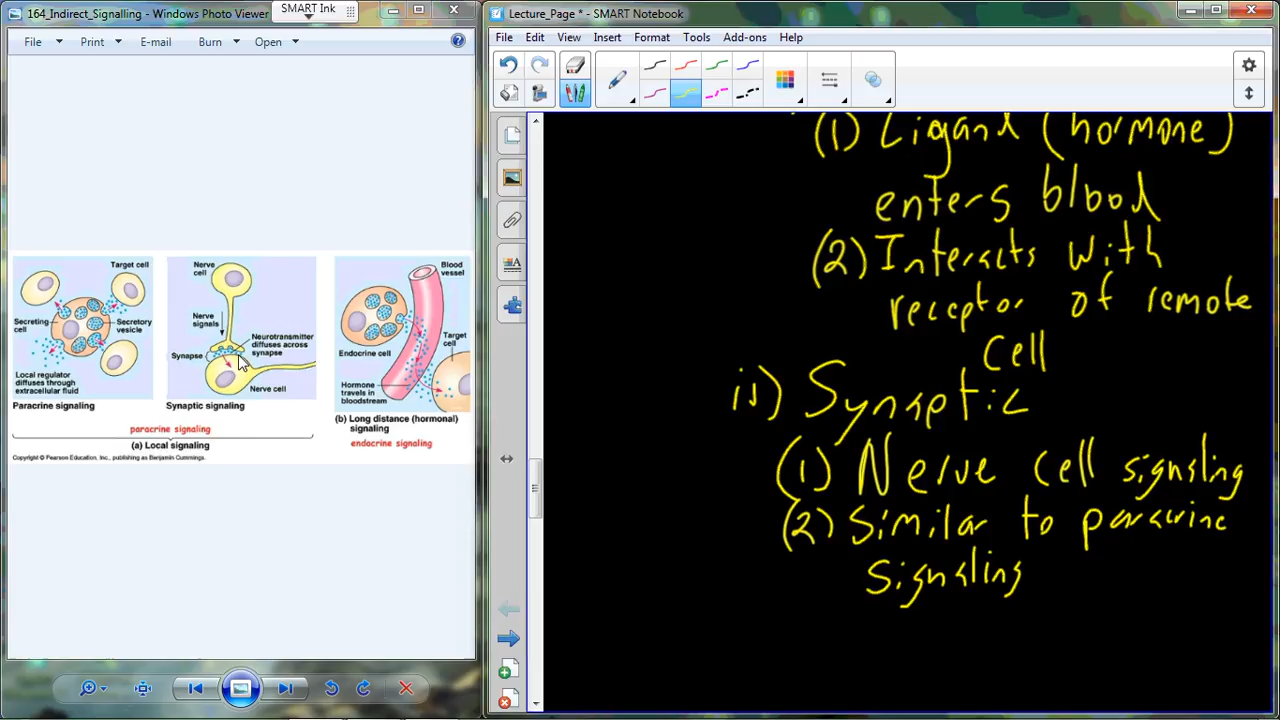 164_Indirect_Signalling - Windows Photo Viewer
SMART Ink
File Print E-mail Burn Open
Target cell
Secreting cell
Secretory vesicle
Local regulator diffuses through extracellular fluid
Paracrine signaling
Nerve cell
Nerve signals
Neurotransmitter diffuses across synapse
Synapse
Nerve cell
Synaptic signaling
paracrine signaling
(a) Local signaling
Blood vessel
Endocrine cell
Target cell
Hormone travels in bloodstream
(b) Long distance (hormonal) signaling
endocrine signaling
Copyright © Pearson Education, Inc., publishing as Benjamin Cummings.
Lecture_Page * - SMART Notebook
File Edit View Insert Format Tools Add-ons Help
(1) Ligand (hormone)
enters blood
(2) Interacts with
receptor of remote
Cell
ii) Synaptic
(1) Nerve cell signaling
(2) Similar to paracrine
Signaling